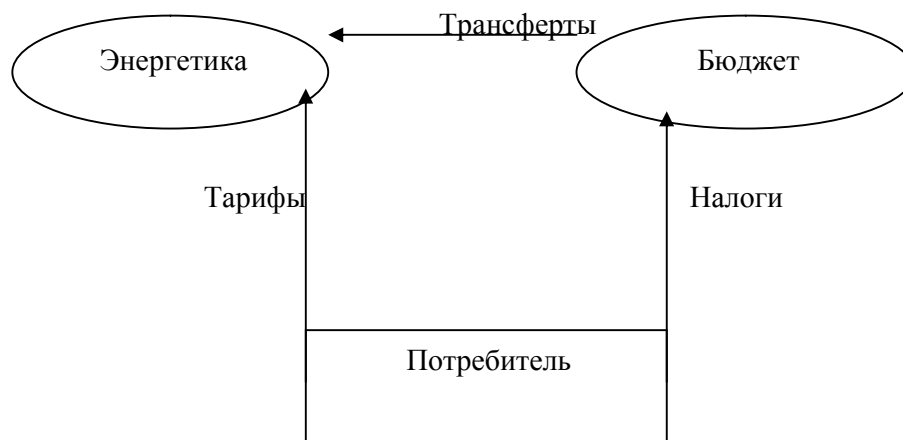 Трансферты
Энергетика
Бюджет
Тарифы
Налоги
Потребитель